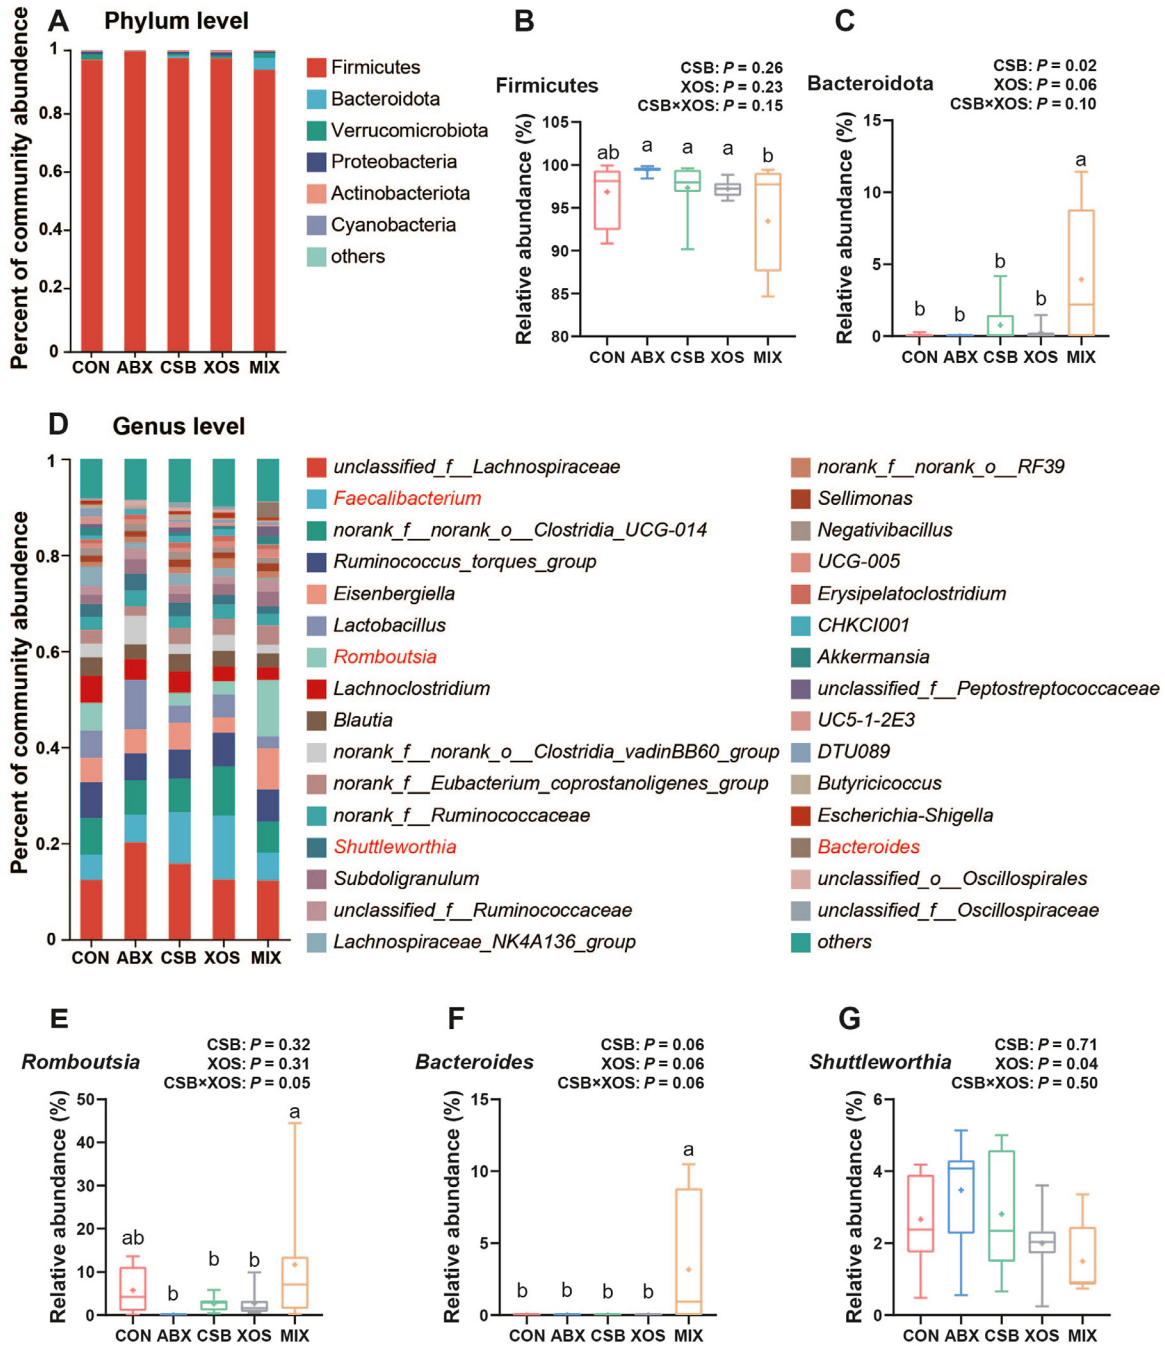 A Phylum level
Percent of community abundance
1
0.8
0.6
0.4
0.2
0
CON ABX CSB XOS MIX
Firmicutes
Bacteroidota
Verrucomicrobiota
Proteobacteria
Actinobacteriota
Cyanobacteria
others
B
Firmicutes
CSB: P = 0.26
XOS: P = 0.23
CSB×XOS: P = 0.15
Relative abundance (%)
105
100
95
90
85
80
ab a a a b
CON ABX CSB XOS MIX
C
Bacteroidota
CSB: P = 0.02
XOS: P = 0.06
CSB×XOS: P = 0.10
Relative abundance (%)
15
10
5
0
b b b b a
CON ABX CSB XOS MIX
D Genus level
Percent of community abundance
1
0.8
0.6
0.4
0.2
0
CON ABX CSB XOS MIX
unclassified_f__Lachnospiraceae
Faecalibacterium
norank_f__norank_o__Clostridia_UCG-014
Ruminococcus_torques_group
Eisenbergiella
Lactobacillus
Romboutsia
Lachnoclostridium
Blautia
norank_f__norank_o__Clostridia_vadinBB60_group
norank_f__Eubacterium_coprostanoligenes_group
norank_f__Ruminococcaceae
Shuttleworthia
Subdoligranulum
unclassified_f__Ruminococcaceae
Lachnospiraceae_NK4A136_group
norank_f__norank_o__RF39
Sellimonas
Negativibacillus
UCG-005
Erysipelatoclostridium
CHKCI001
Akkermansia
unclassified_f__Peptostreptococcaceae
UC5-1-2E3
DTU089
Butyricicoccus
Escherichia-Shigella
Bacteroides
unclassified_o__Oscillospirales
unclassified_f__Oscillospiraceae
others
E
Romboutsia
CSB: P = 0.32
XOS: P = 0.31
CSB×XOS: P = 0.05
Relative abundance (%)
50
40
30
20
10
0
ab b b b a
CON ABX CSB XOS MIX
F
Bacteroides
CSB: P = 0.06
XOS: P = 0.06
CSB×XOS: P = 0.06
Relative abundance (%)
15
10
5
0
b b b b a
CON ABX CSB XOS MIX
G
Shuttleworthia
CSB: P = 0.71
XOS: P = 0.04
CSB×XOS: P = 0.50
Relative abundance (%)
6
4
2
0
CON ABX CSB XOS MIX